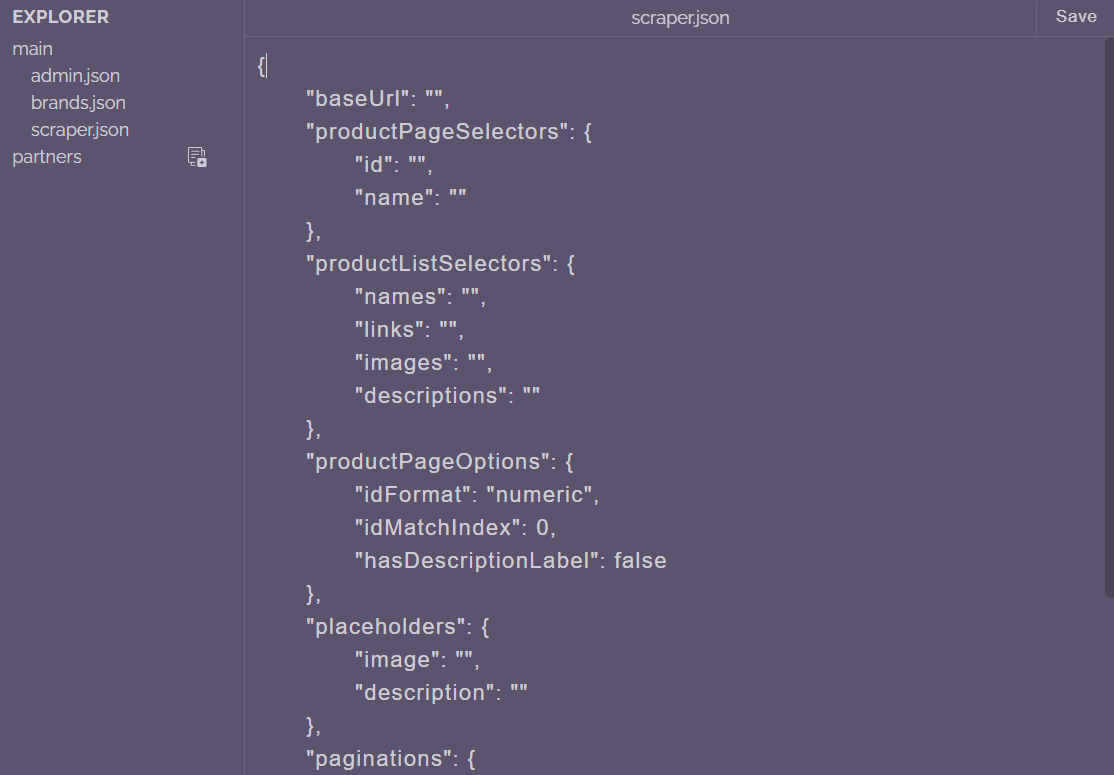 EXPLORER
main
admin.json
brands.json
scraper.json
partners
scraper.json
Save
{
"baseUrl": "",
"productPageSelectors": {
"id": "",
"name": ""
},
"productListSelectors": {
"names": "",
"links": "",
"images": "",
"descriptions": ""
},
"productPageOptions": {
"idFormat": "numeric",
"idMatchIndex": 0,
"hasDescriptionLabel": false
},
"placeholders": {
"image": "",
"description": ""
},
"paginations": {